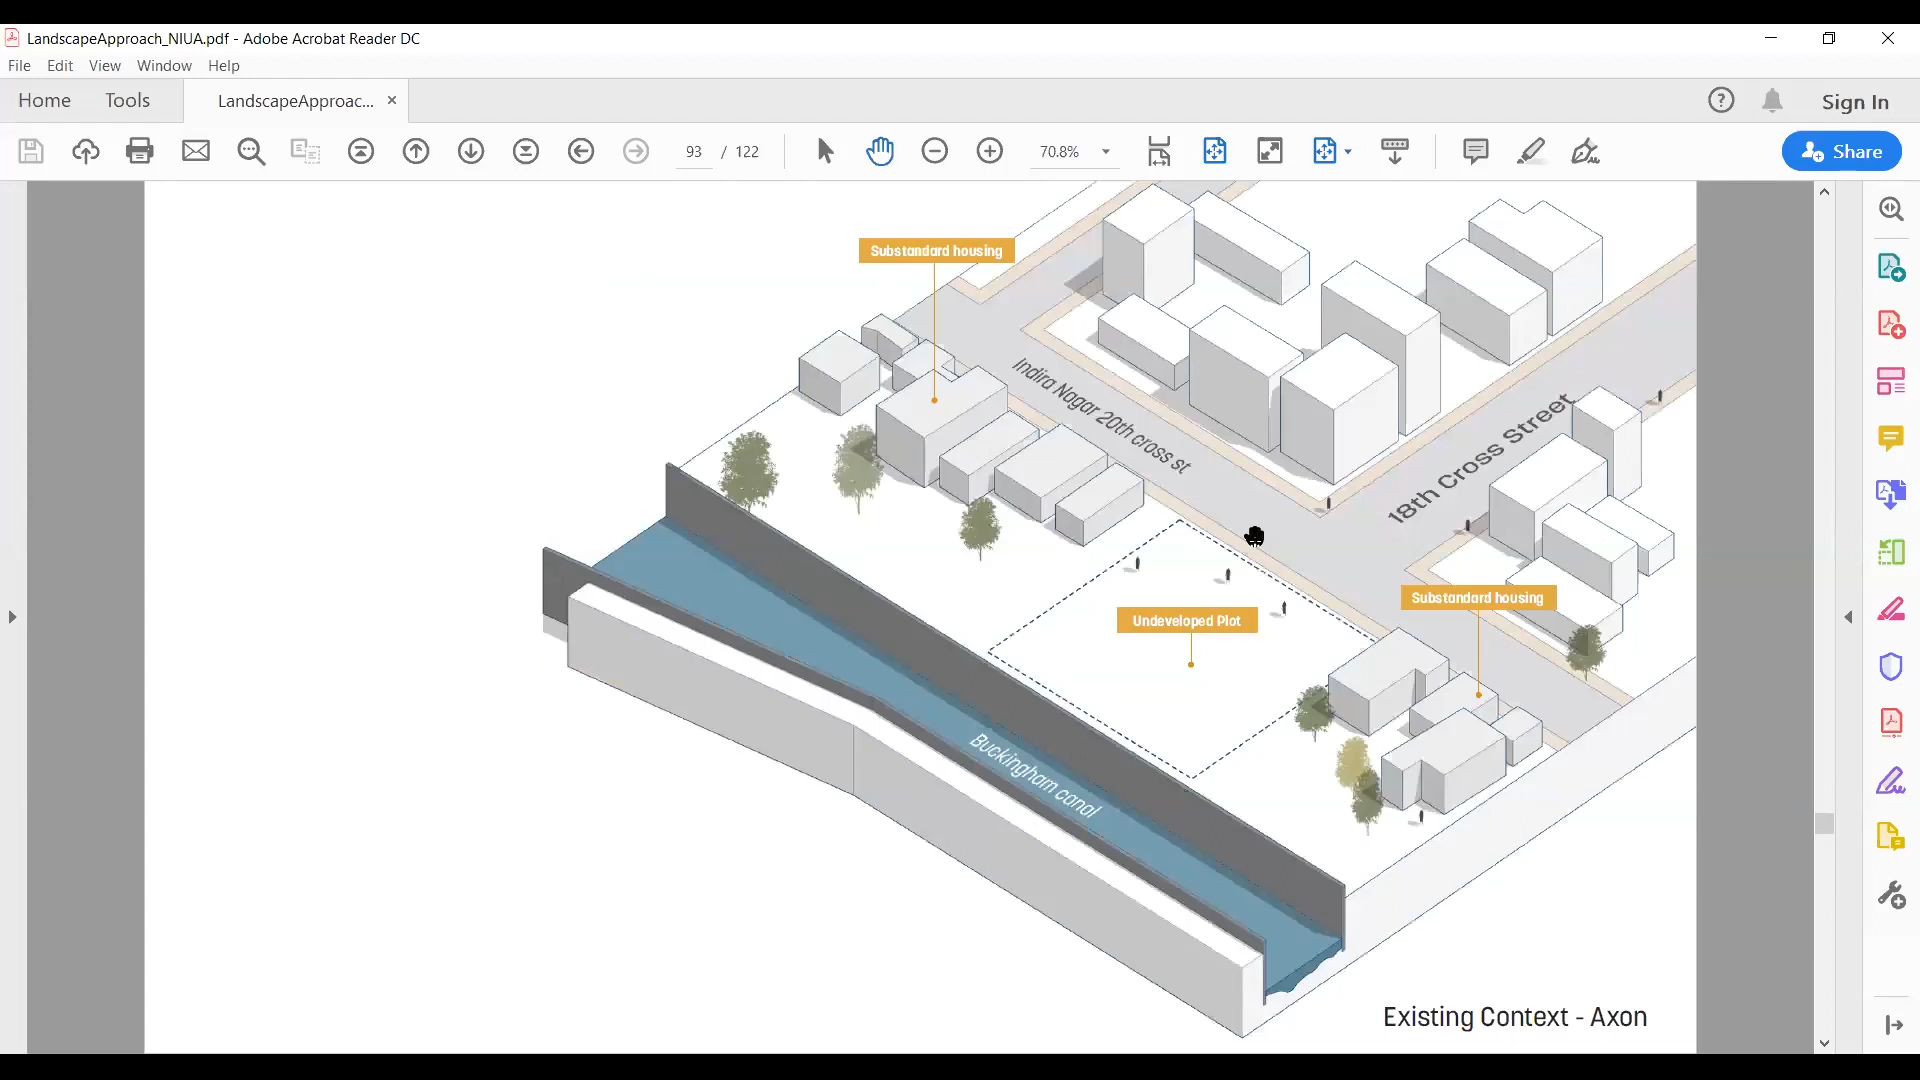 LandscapeApproach_NIUA.pdf - Adobe Acrobat Reader DC
File Edit View Window Help
Home Tools LandscapeApproac... × Sign In
93 / 122 70.8% Share
Substandard housing
Indira Nagar 20th cross st
18th Cross Street
Substandard housing
Undeveloped Plot
Buckingham canal
Existing Context - Axon